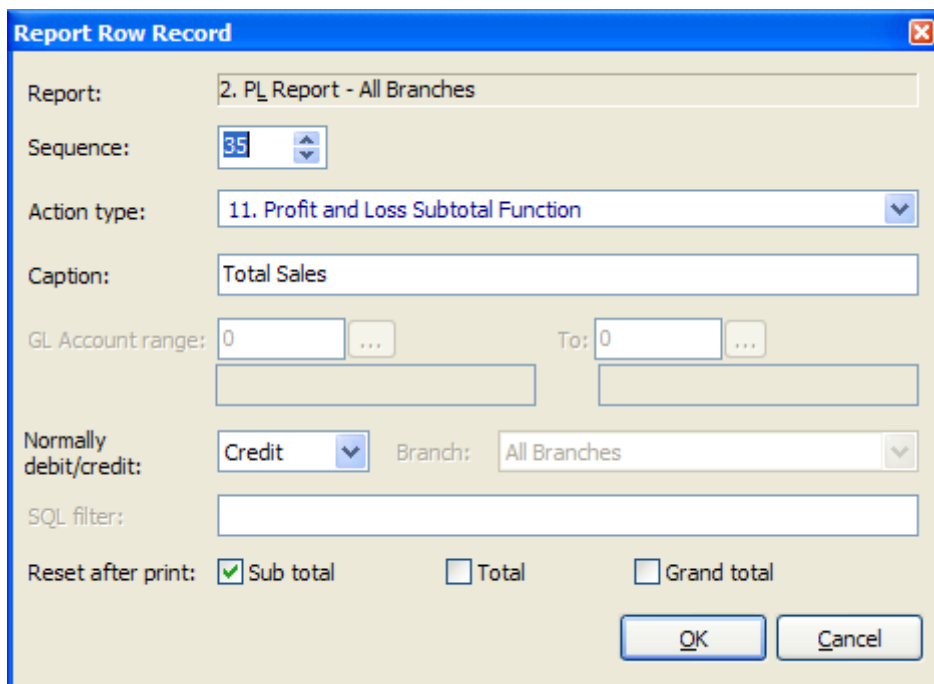 Report Row Record
Report: 2. PL Report - All Branches
Sequence: 35
Action type: 11. Profit and Loss Subtotal Function
Caption: Total Sales
GL Account range: 0 ... To: 0 ...
Normally
debit/credit: Credit Branch: All Branches
SQL filter:
Reset after print: Sub total Total Grand total
OK Cancel